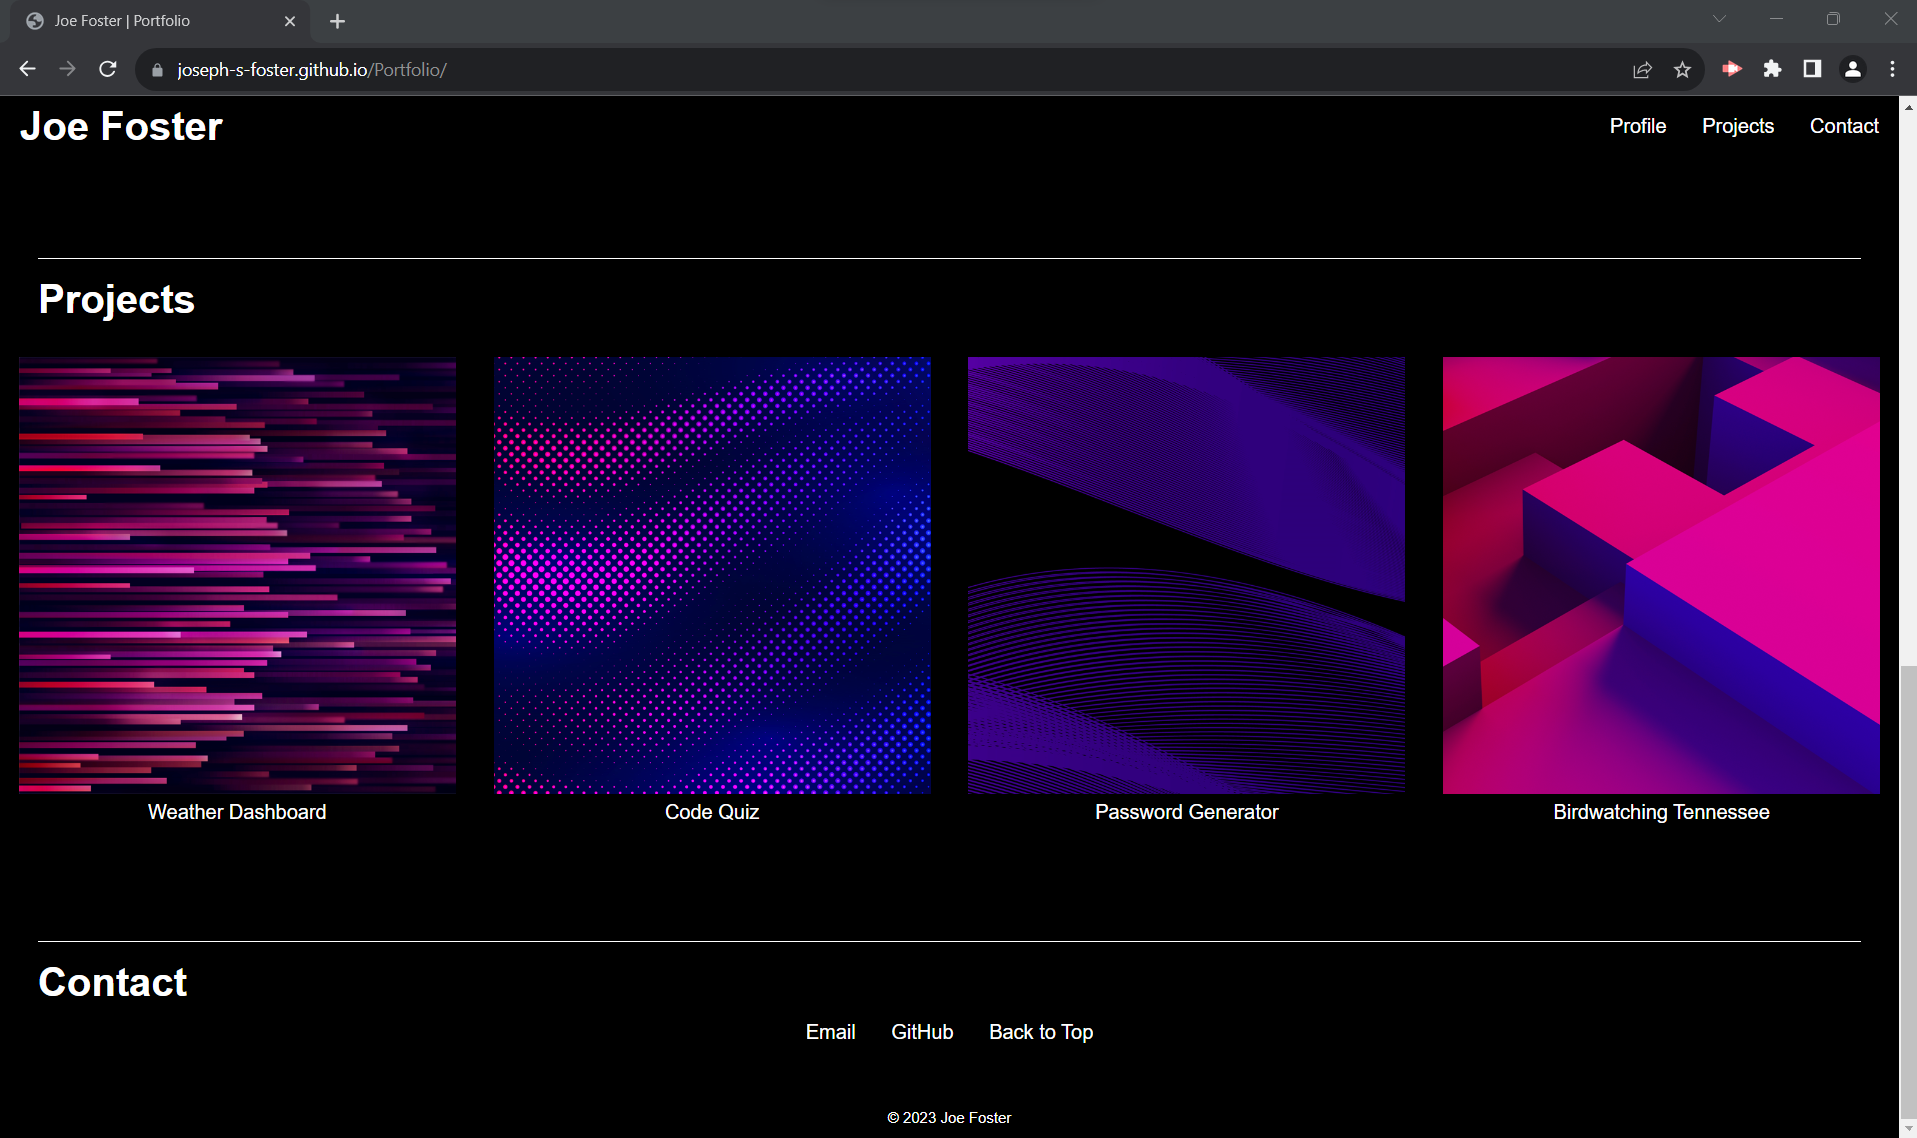 Joe Foster | Portfolio
joseph-s-foster.github.io/Portfolio/
Joe Foster
Profile Projects Contact
Projects
Weather Dashboard
Code Quiz
Password Generator
Birdwatching Tennessee
Contact
Email GitHub Back to Top
© 2023 Joe Foster